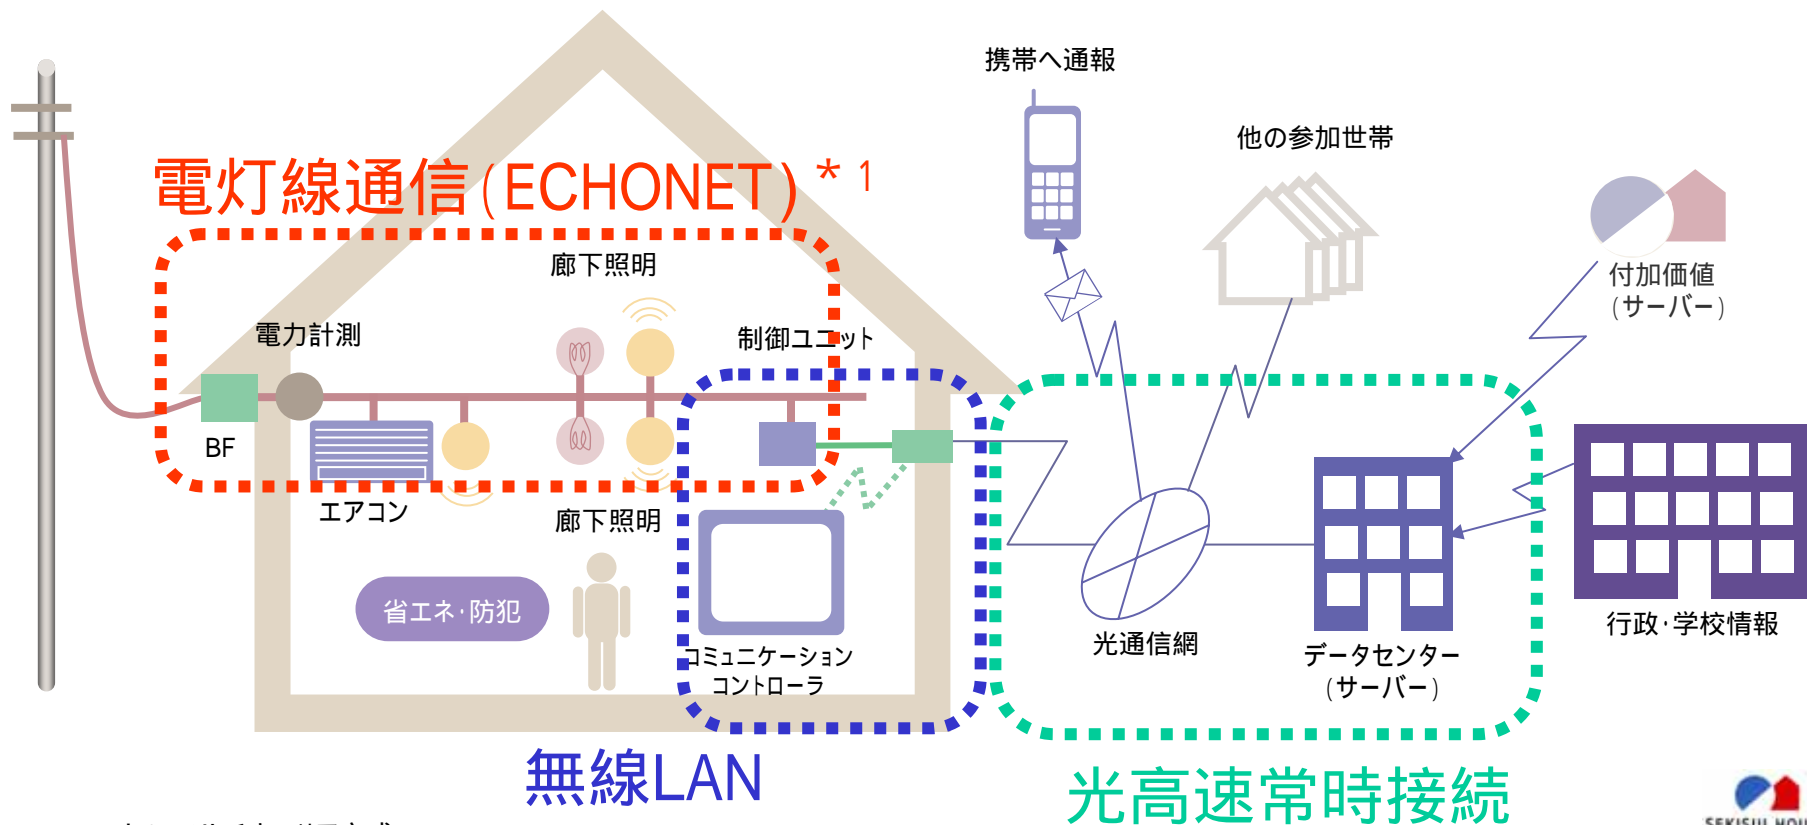 携帯へ通報
他の参加世帯
電灯線通信(ECHONET)*1
廊下照明
付加価値
(サーバー)
電力計測
制御ユニット
BF
エアコン
廊下照明
省エネ・防犯
行政・学校情報
光通信網
コミュニケーション
コントローラ
データセンター
(サーバー)
無線LAN
光高速常時接続
SEKISUI HOU